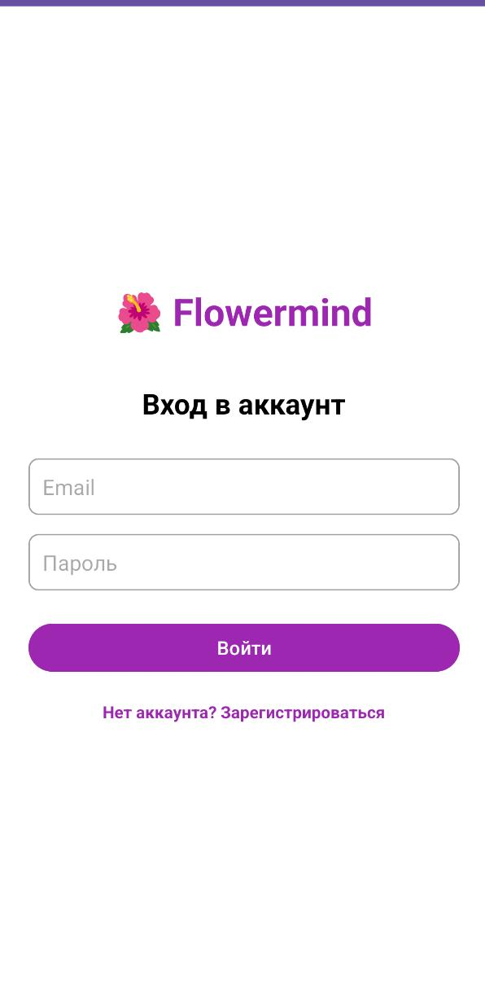 Flowermind
Вход в аккаунт
Email
Пароль
Войти
Нет аккаунта? Зарегистрироваться